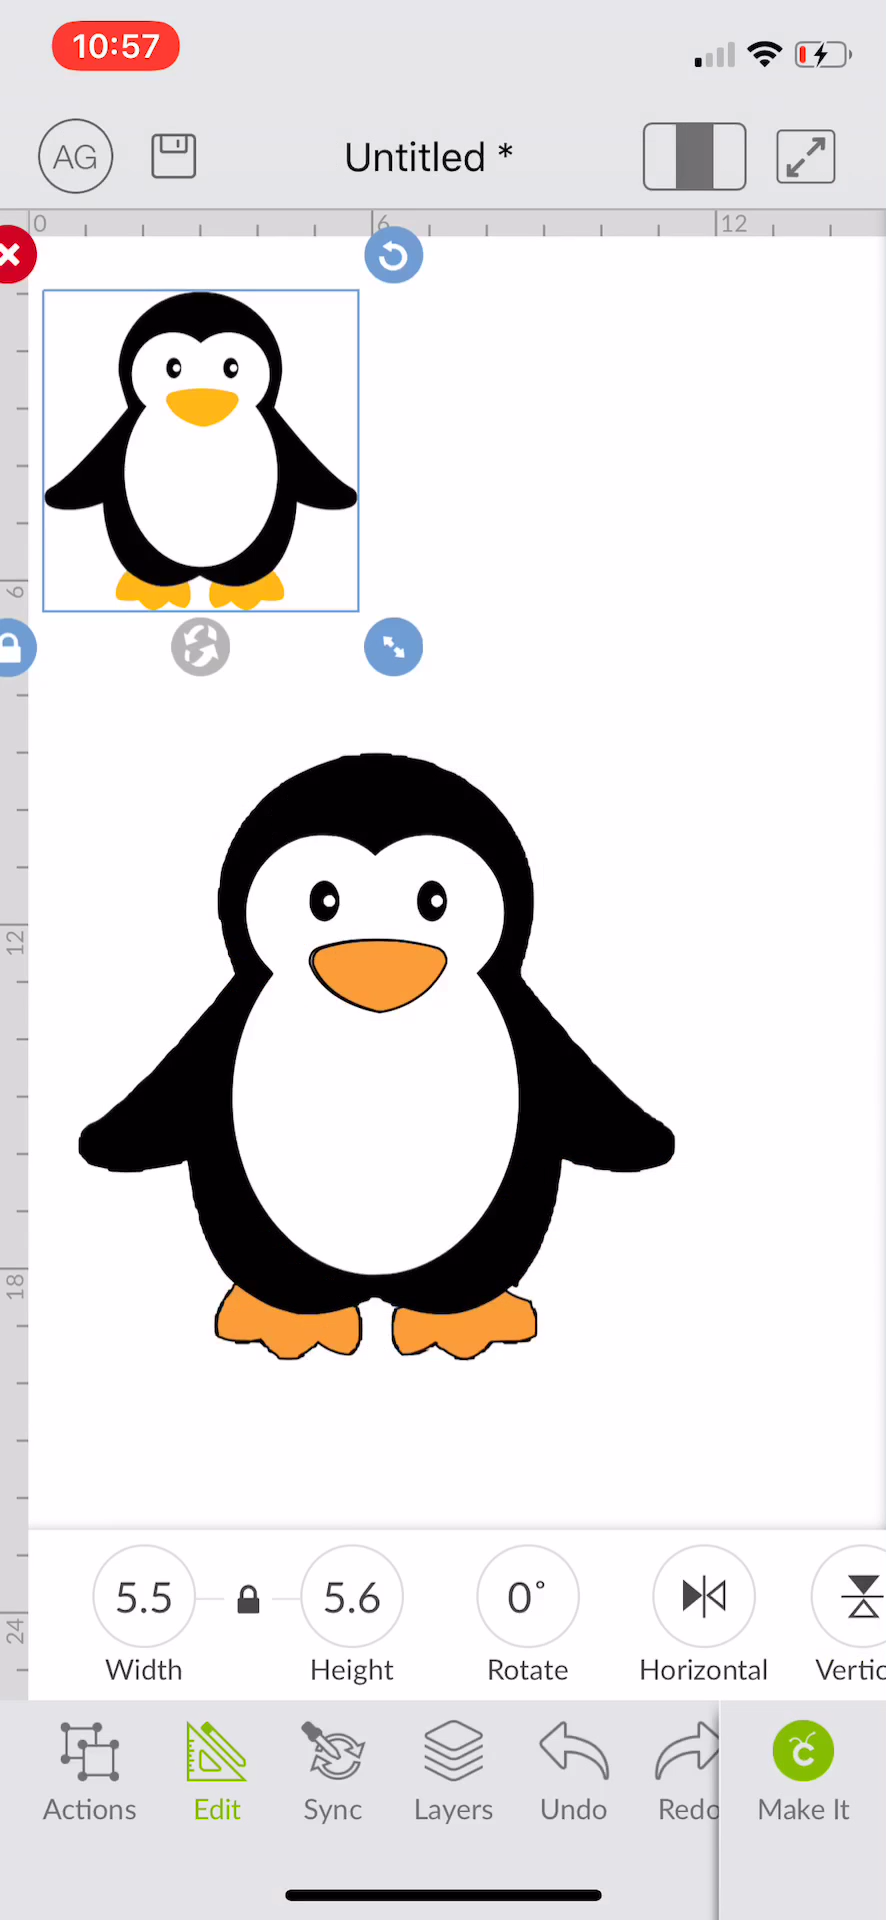 10:57
AG
Untitled *
0
6
12
6
12
18
24
5.5
5.6
0°
Width
Height
Rotate
Horizontal
Vertic
Actions
Edit
Sync
Layers
Undo
Redo
Make It